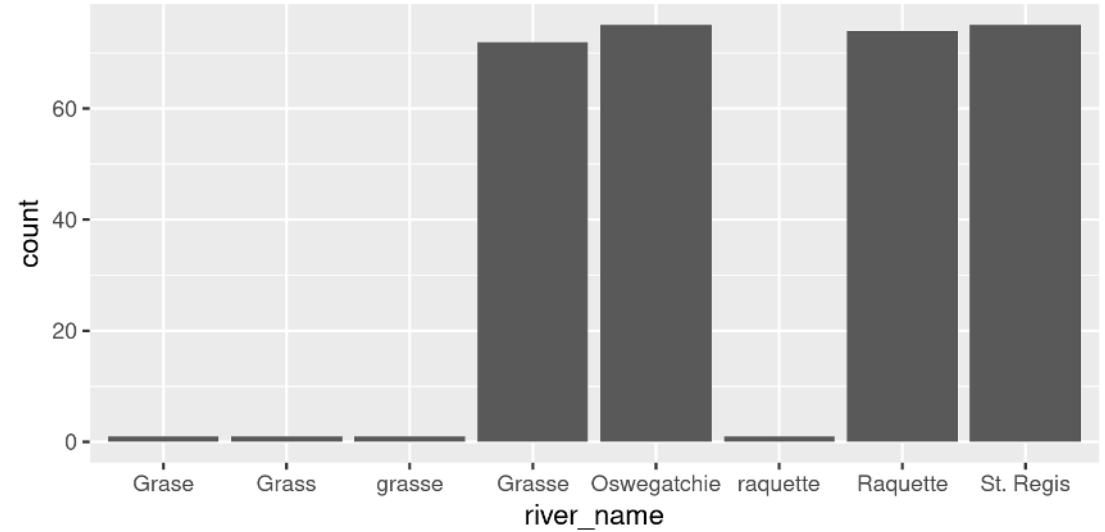 60
40
20
0
count
Grase Grass grasse Grasse Oswegatchie raquette Raquette St. Regis
river_name